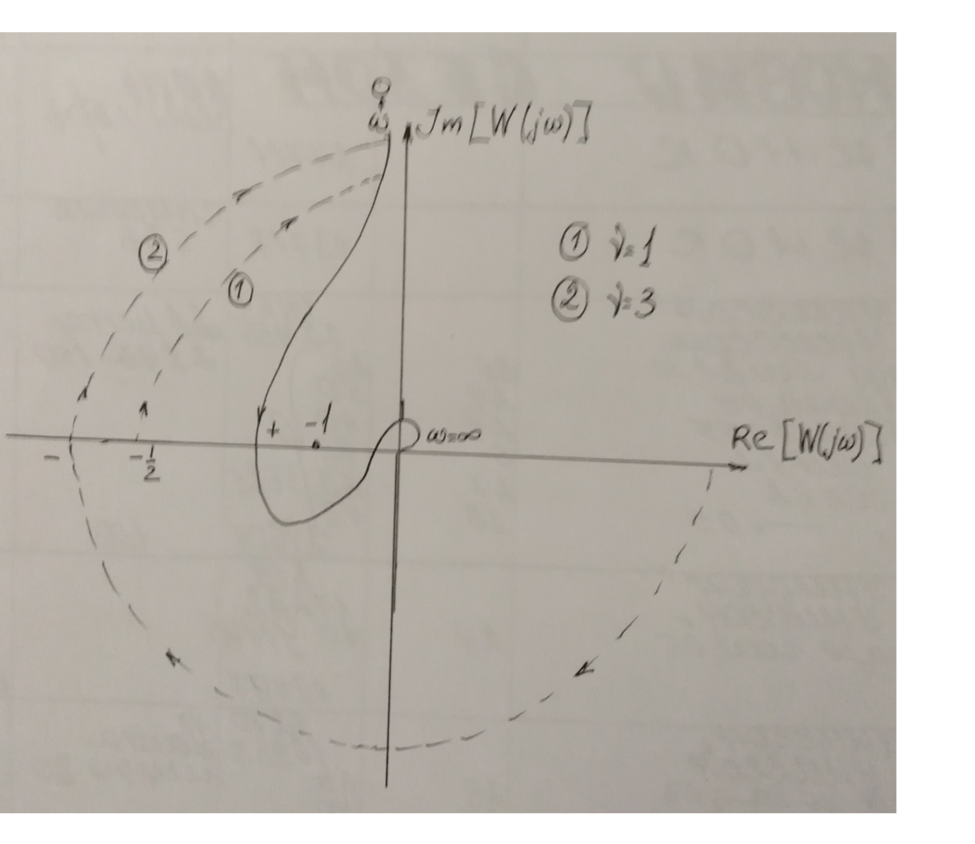 0
ω
Jm[W(jω)]
① ν=1
② ν=3
②
①
+
-1
ω=∞
Re[W(jω)]
-
-1/2